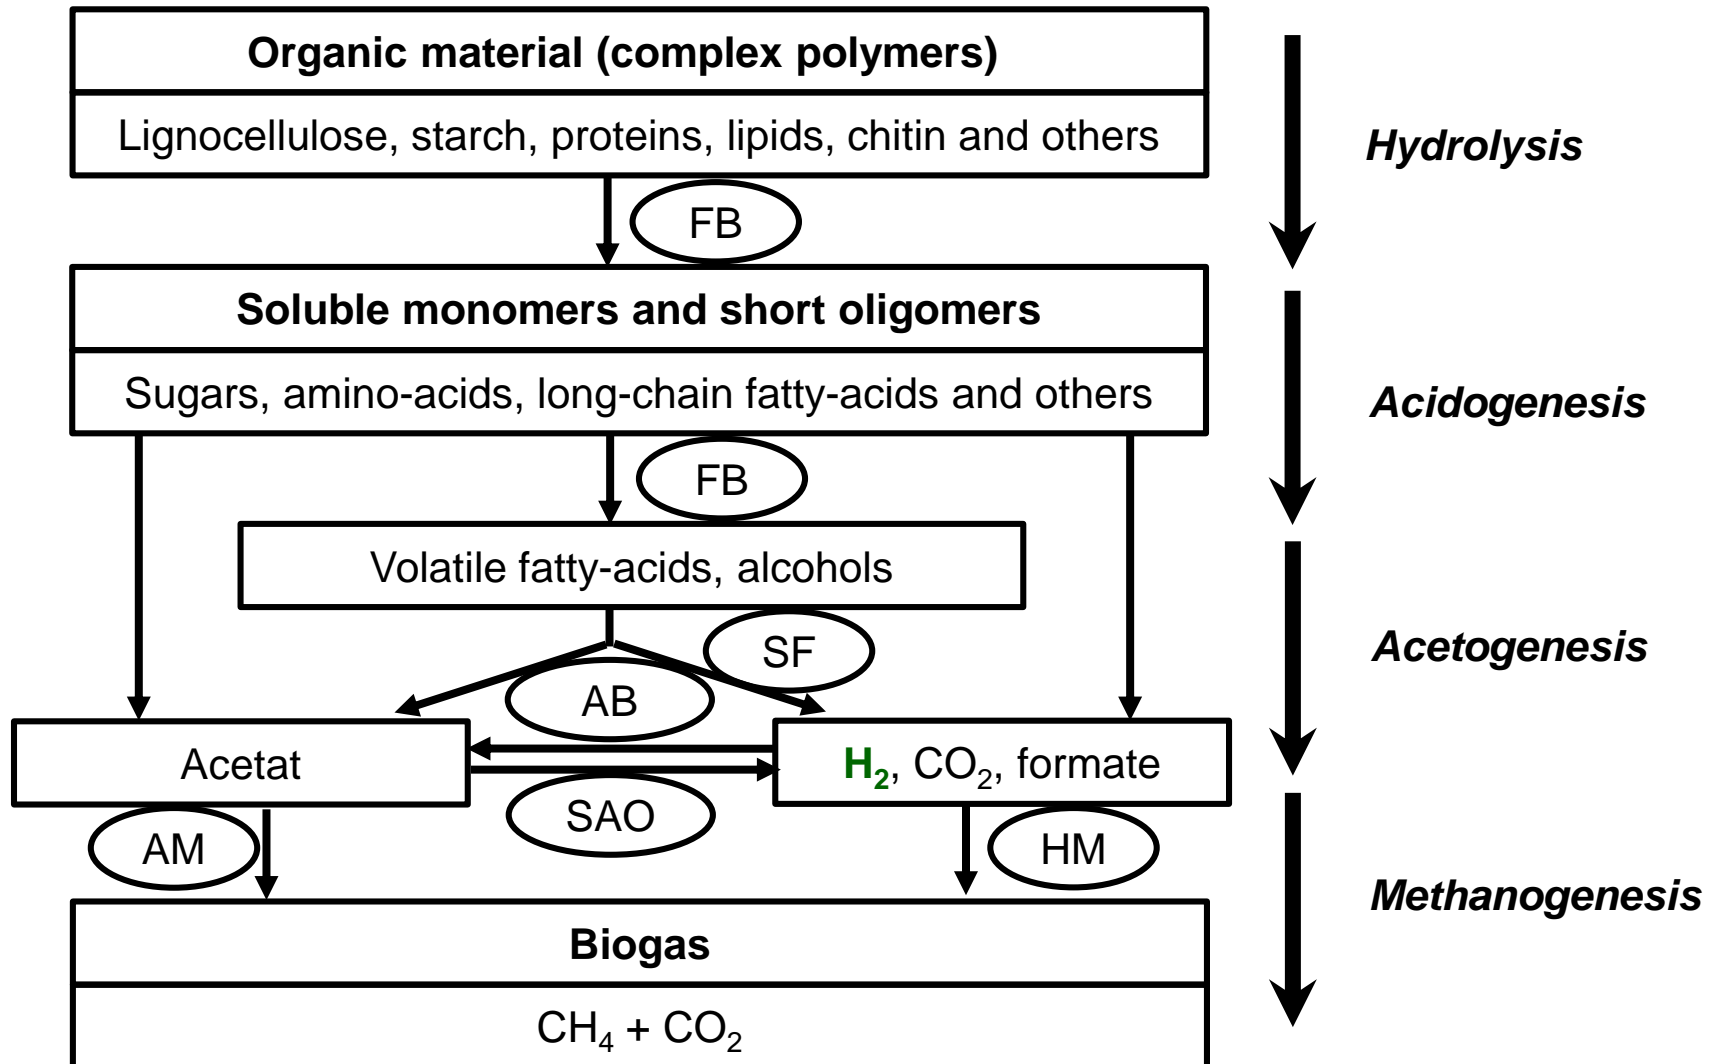 Organic material (complex polymers)
Lignocellulose, starch, proteins, lipids, chitin and others
Hydrolysis
FB
Soluble monomers and short oligomers
Sugars, amino-acids, long-chain fatty-acids and others
Acidogenesis
FB
Volatile fatty-acids, alcohols
SF
Acetogenesis
AB
Acetat
H₂, CO₂, formate
SAO
AM
HM
Methanogenesis
Biogas
CH₄ + CO₂